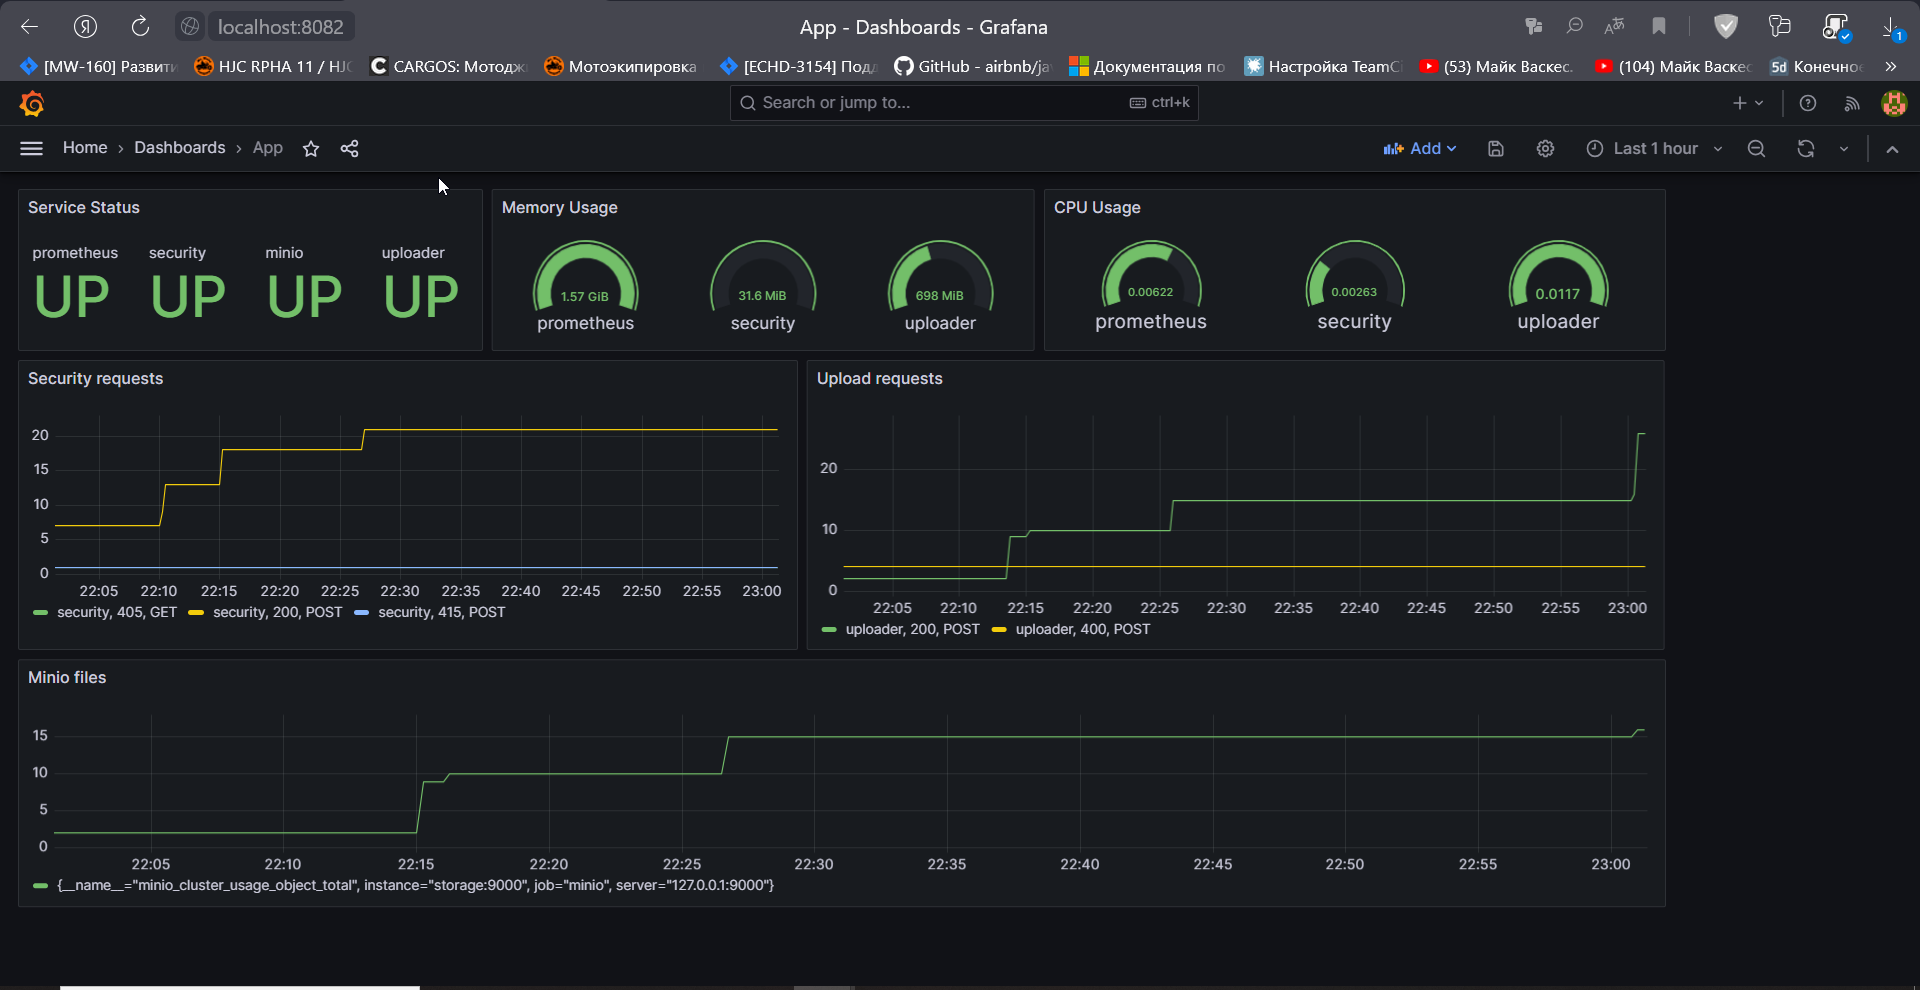 Я localhost:8082 App - Dashboards - Grafana 1
[MW-160] Развити HJC RPHA 11 / HJC CARGOS: Мотодж Мотоэкипировка [ECHD-3154] Под GitHub - airbnb/ja Документация по Настройка TeamC (53) Майк Васкес. (104) Майк Васкес 5d Конечное »
Search or jump to... ctrl+k
Home › Dashboards › App Add Last 1 hour
Service Status
prometheus security minio uploader
UP UP UP UP
Memory Usage
1.57 GiB 31.6 MiB 698 MiB
prometheus security uploader
CPU Usage
0.00622 0.00263 0.0117
prometheus security uploader
Security requests
20
15
10
5
0
22:05 22:10 22:15 22:20 22:25 22:30 22:35 22:40 22:45 22:50 22:55 23:00
security, 405, GET security, 200, POST security, 415, POST
Upload requests
20
10
0
22:05 22:10 22:15 22:20 22:25 22:30 22:35 22:40 22:45 22:50 22:55 23:00
uploader, 200, POST uploader, 400, POST
Minio files
15
10
5
0
22:05 22:10 22:15 22:20 22:25 22:30 22:35 22:40 22:45 22:50 22:55 23:00
{__name__="minio_cluster_usage_object_total", instance="storage:9000", job="minio", server="127.0.0.1:9000"}